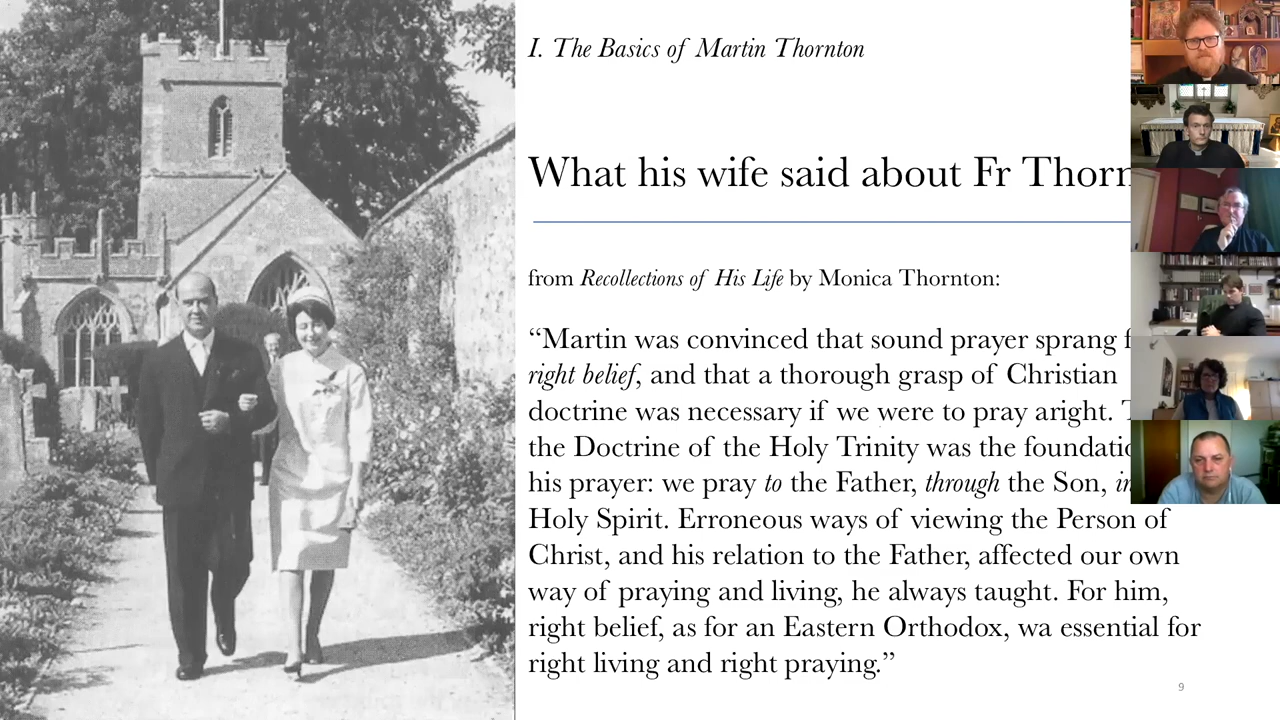 I. The Basics of Martin Thornton
What his wife said about Fr Thorn
from Recollections of His Life by Monica Thornton:
“Martin was convinced that sound prayer sprang f
right belief, and that a thorough grasp of Christian
doctrine was necessary if we were to pray aright. T
the Doctrine of the Holy Trinity was the foundatio
his prayer: we pray to the Father, through the Son, in
Holy Spirit. Erroneous ways of viewing the Person of
Christ, and his relation to the Father, affected our own
way of praying and living, he always taught. For him,
right belief, as for an Eastern Orthodox, wa essential for
right living and right praying.”
9